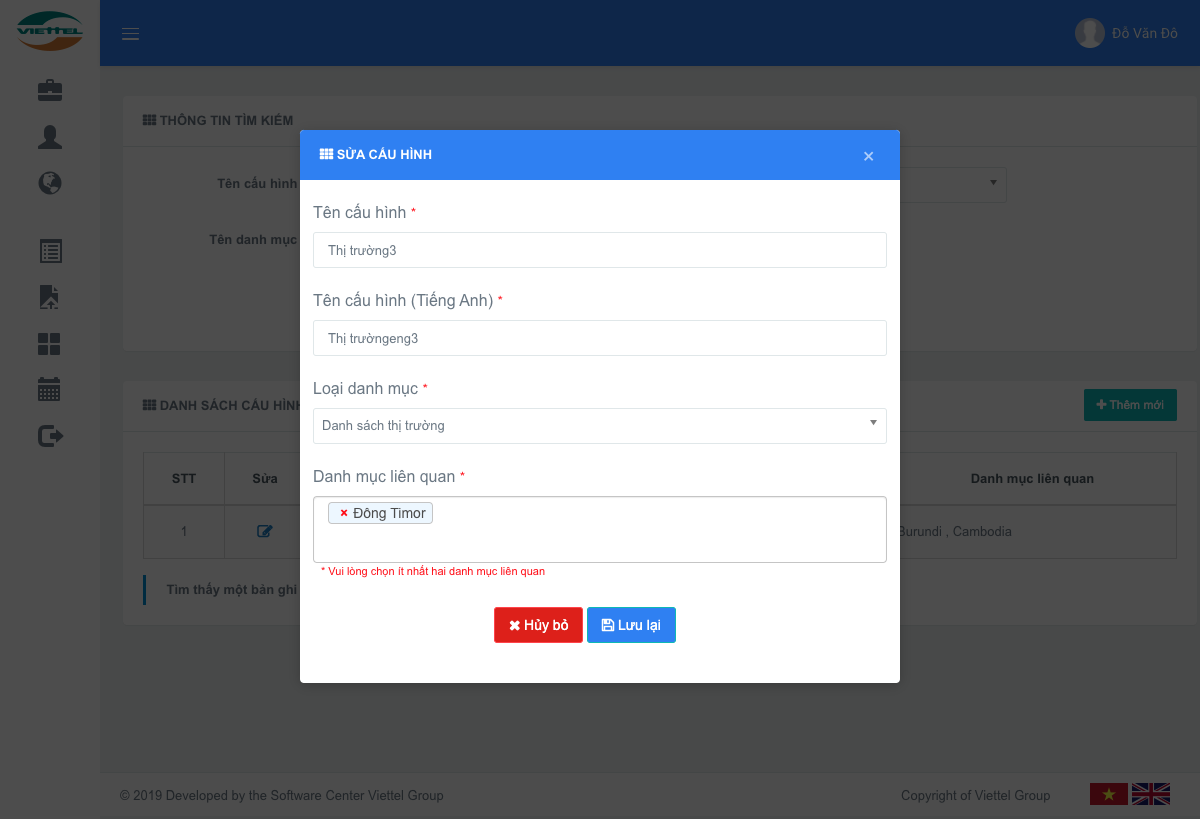 VIETTEL
Đỗ Văn Đô
THÔNG TIN TÌM KIẾM
SỬA CẤU HÌNH
×
Tên cấu hình
Tên danh mục
Tên cấu hình *
Thị trường3
Tên cấu hình (Tiếng Anh) *
Thị trườngeng3
Loại danh mục *
Danh sách thị trường
DANH SÁCH CẤU HÌNH
Thêm mới
STT
Sửa
Danh mục liên quan
Danh mục liên quan *
× Đông Timor
1
Burundi , Cambodia
* Vui lòng chọn ít nhất hai danh mục liên quan
Tìm thấy một bản ghi
Hủy bỏ
Lưu lại
© 2019 Developed by the Software Center Viettel Group
Copyright of Viettel Group